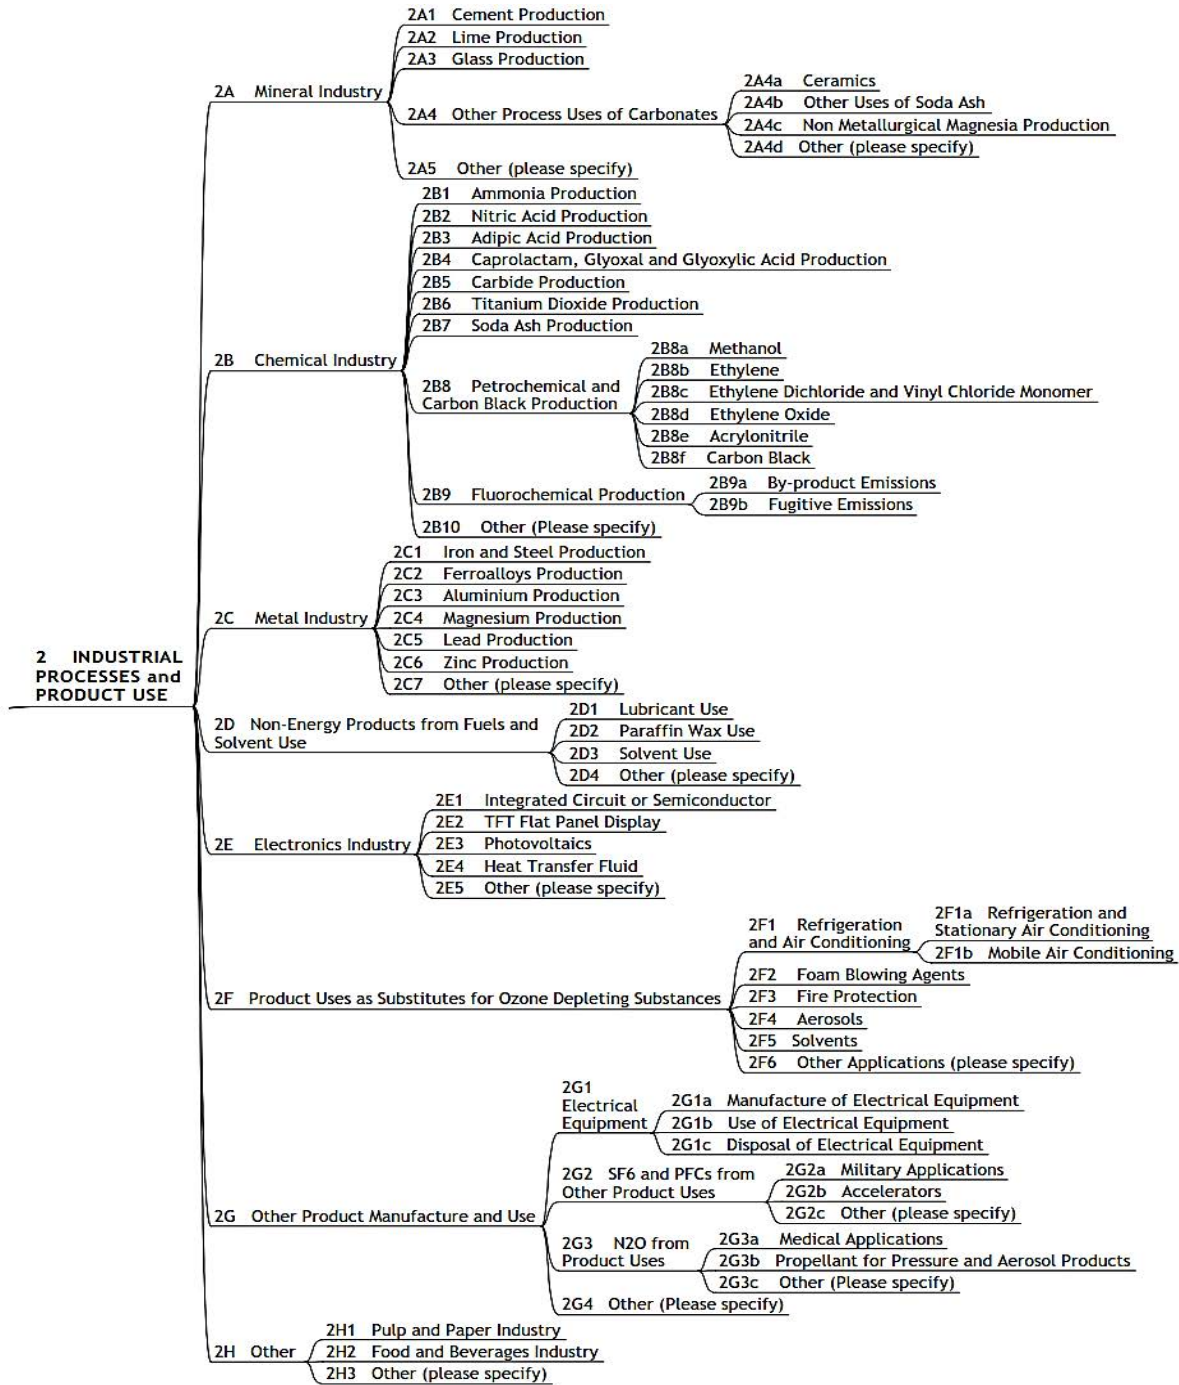 2A1 Cement Production
2A2 Lime Production
2A3 Glass Production
2A4a Ceramics
2A Mineral Industry
2A4b Other Uses of Soda Ash
2A4 Other Process Uses of Carbonates
2A4c Non Metallurgical Magnesia Production
2A4d Other (please specify)
2A5 Other (please specify)
2B1 Ammonia Production
2B2 Nitric Acid Production
2B3 Adipic Acid Production
2B4 Caprolactam, Glyoxal and Glyoxylic Acid Production
2B5 Carbide Production
2B6 Titanium Dioxide Production
2B7 Soda Ash Production
2B8a Methanol
2B Chemical Industry
2B8b Ethylene
2B8 Petrochemical and
Carbon Black Production
2B8c Ethylene Dichloride and Vinyl Chloride Monomer
2B8d Ethylene Oxide
2B8e Acrylonitrile
2B8f Carbon Black
2B9 Fluorochemical Production
2B9a By-product Emissions
2B9b Fugitive Emissions
2B10 Other (Please specify)
2C1 Iron and Steel Production
2C2 Ferroalloys Production
2C3 Aluminium Production
2C Metal Industry
2C4 Magnesium Production
2C5 Lead Production
2C6 Zinc Production
2C7 Other (please specify)
2 INDUSTRIAL
PROCESSES and
PRODUCT USE
2D Non-Energy Products from Fuels and
Solvent Use
2D1 Lubricant Use
2D2 Paraffin Wax Use
2D3 Solvent Use
2D4 Other (please specify)
2E1 Integrated Circuit or Semiconductor
2E2 TFT Flat Panel Display
2E Electronics Industry
2E3 Photovoltaics
2E4 Heat Transfer Fluid
2E5 Other (please specify)
2F1 Refrigeration
and Air Conditioning
2F1a Refrigeration and
Stationary Air Conditioning
2F1b Mobile Air Conditioning
2F2 Foam Blowing Agents
2F Product Uses as Substitutes for Ozone Depleting Substances
2F3 Fire Protection
2F4 Aerosols
2F5 Solvents
2F6 Other Applications (please specify)
2G1
Electrical
Equipment
2G1a Manufacture of Electrical Equipment
2G1b Use of Electrical Equipment
2G1c Disposal of Electrical Equipment
2G2 SF6 and PFCs from
Other Product Uses
2G2a Military Applications
2G2b Accelerators
2G2c Other (please specify)
2G Other Product Manufacture and Use
2G3 N2O from
Product Uses
2G3a Medical Applications
2G3b Propellant for Pressure and Aerosol Products
2G3c Other (Please specify)
2G4 Other (Please specify)
2H1 Pulp and Paper Industry
2H Other
2H2 Food and Beverages Industry
2H3 Other (please specify)